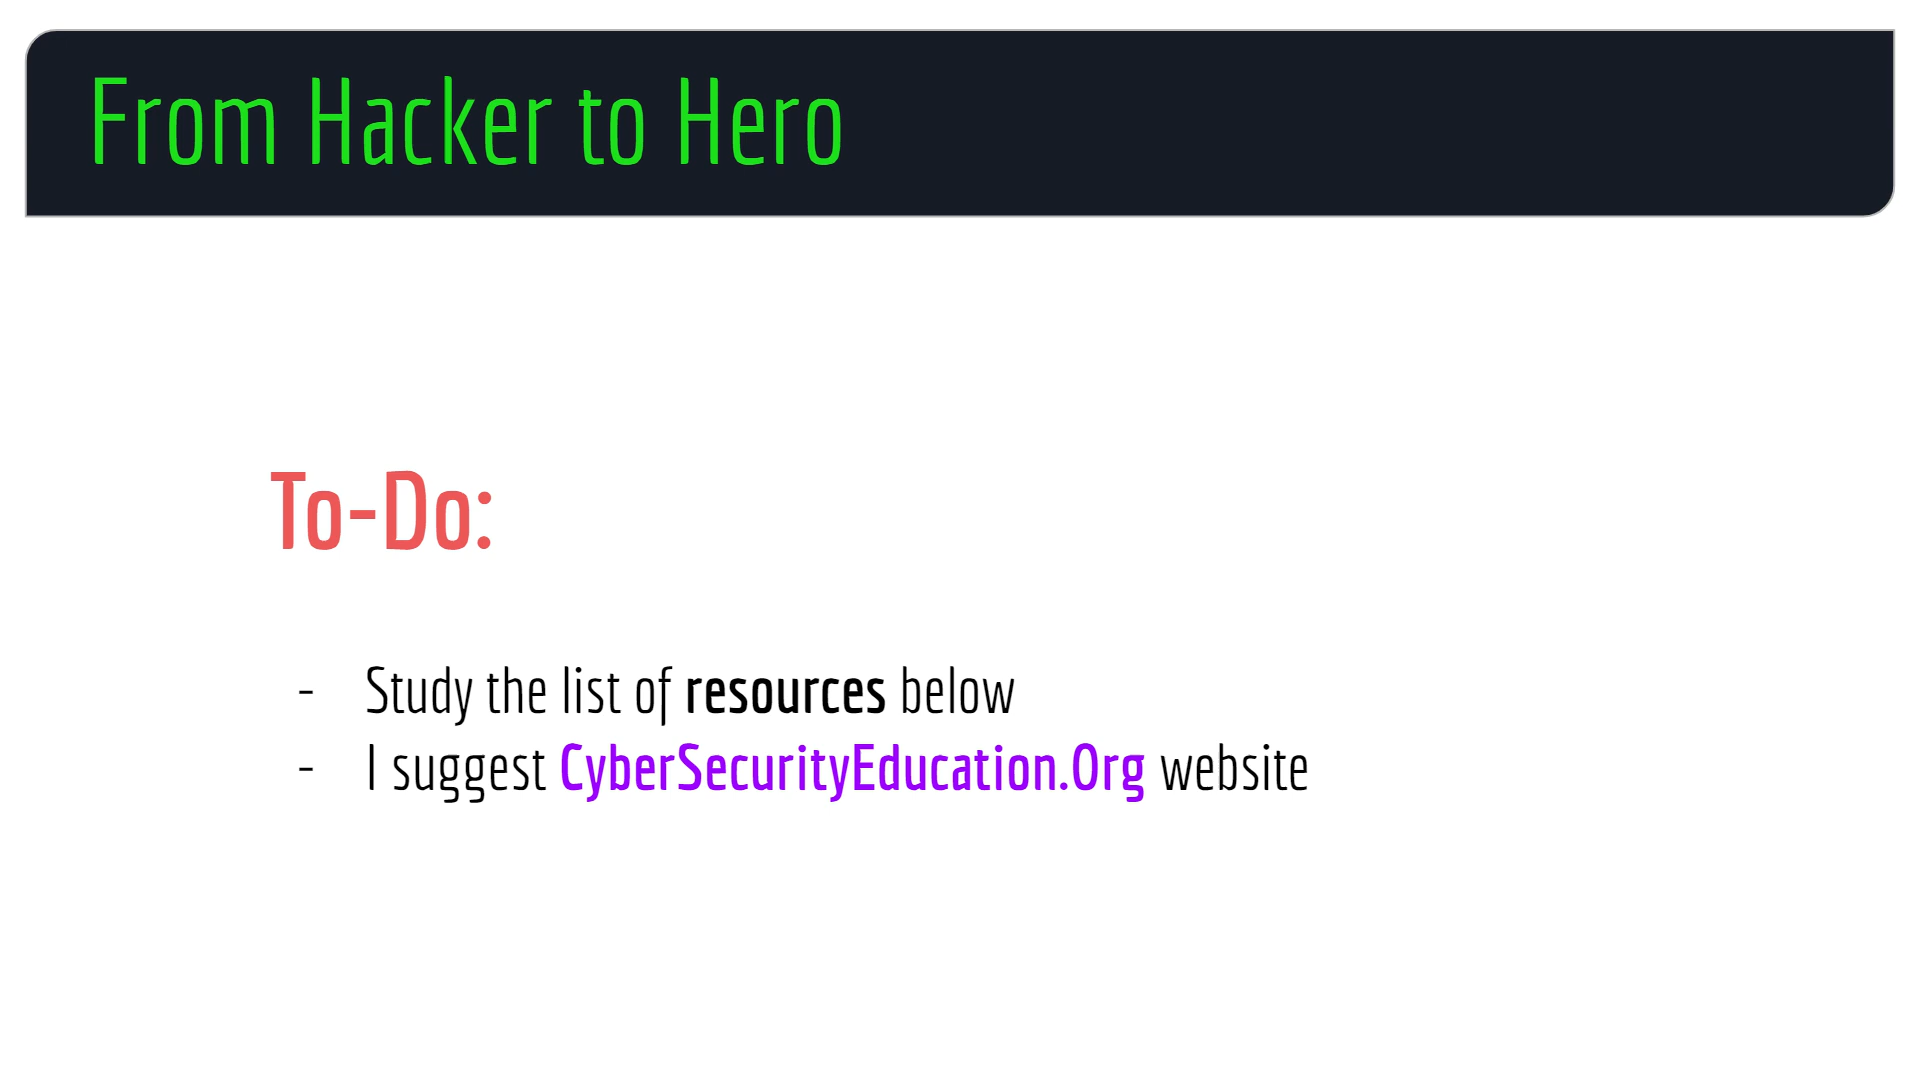 From Hacker to Hero
To-Do:
- Study the list of resources below
- I suggest CyberSecurityEducation.Org website